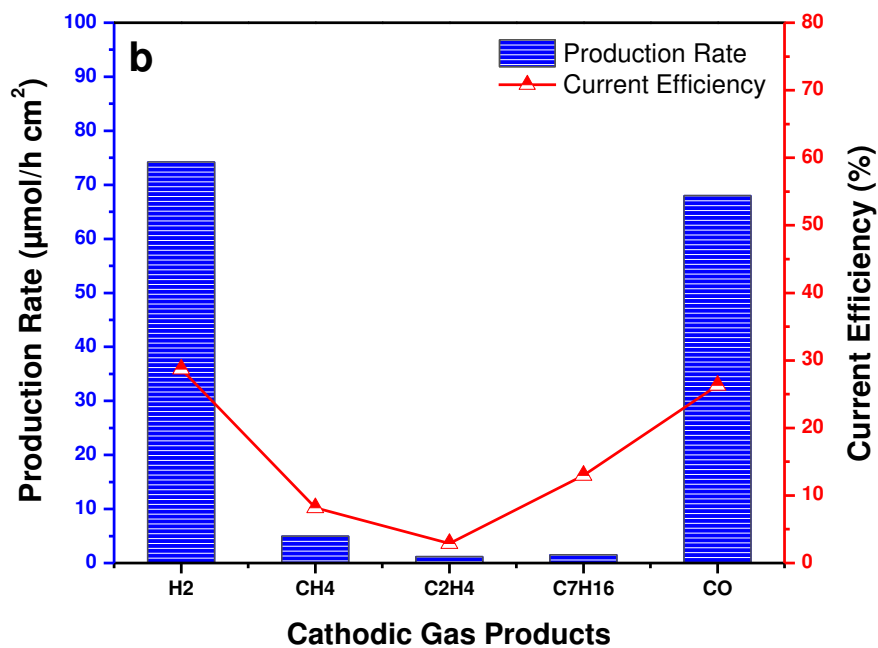 b
Production Rate
Current Efficiency
Production Rate (µmol/h cm²)
100
90
80
70
60
50
40
30
20
10
0
80
70
60
50
40
30
20
10
0
Current Efficiency (%)
H2 CH4 C2H4 C7H16 CO
Cathodic Gas Products